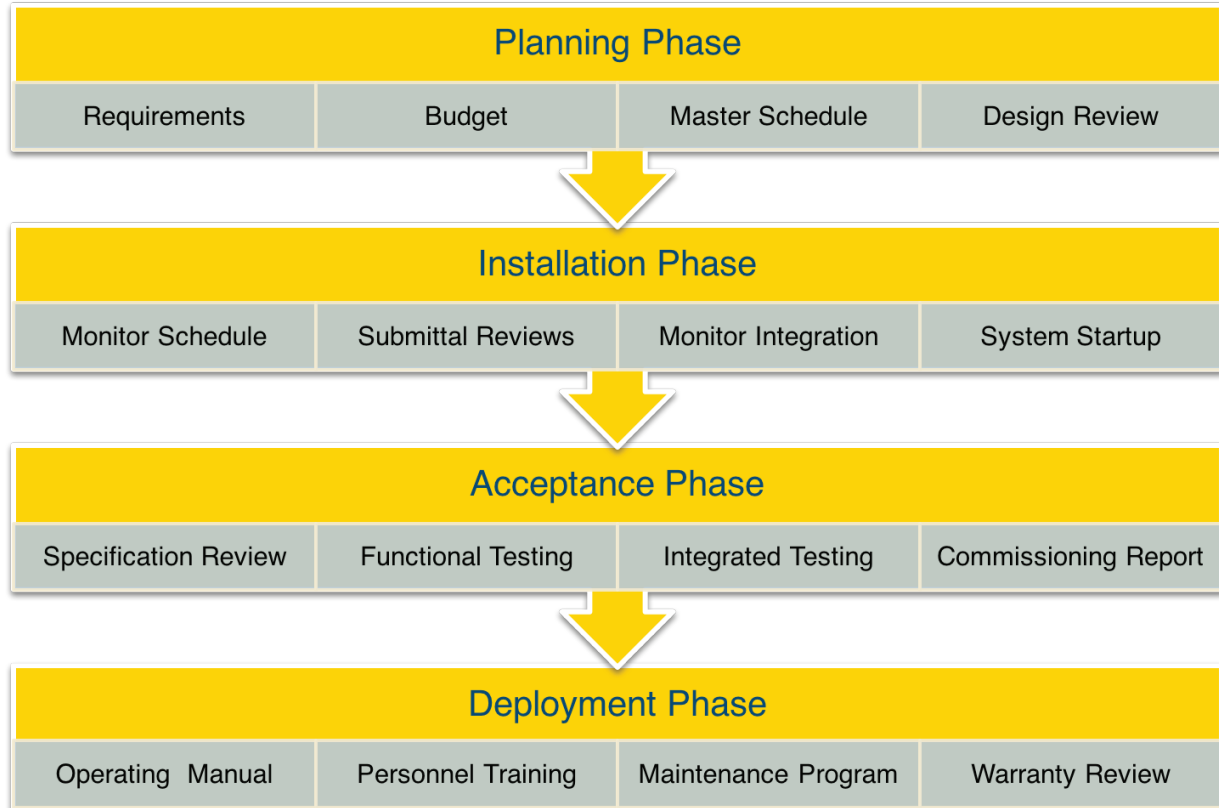 Planning Phase
Requirements Budget Master Schedule Design Review
Installation Phase
Monitor Schedule Submittal Reviews Monitor Integration System Startup
Acceptance Phase
Specification Review Functional Testing Integrated Testing Commissioning Report
Deployment Phase
Operating Manual Personnel Training Maintenance Program Warranty Review